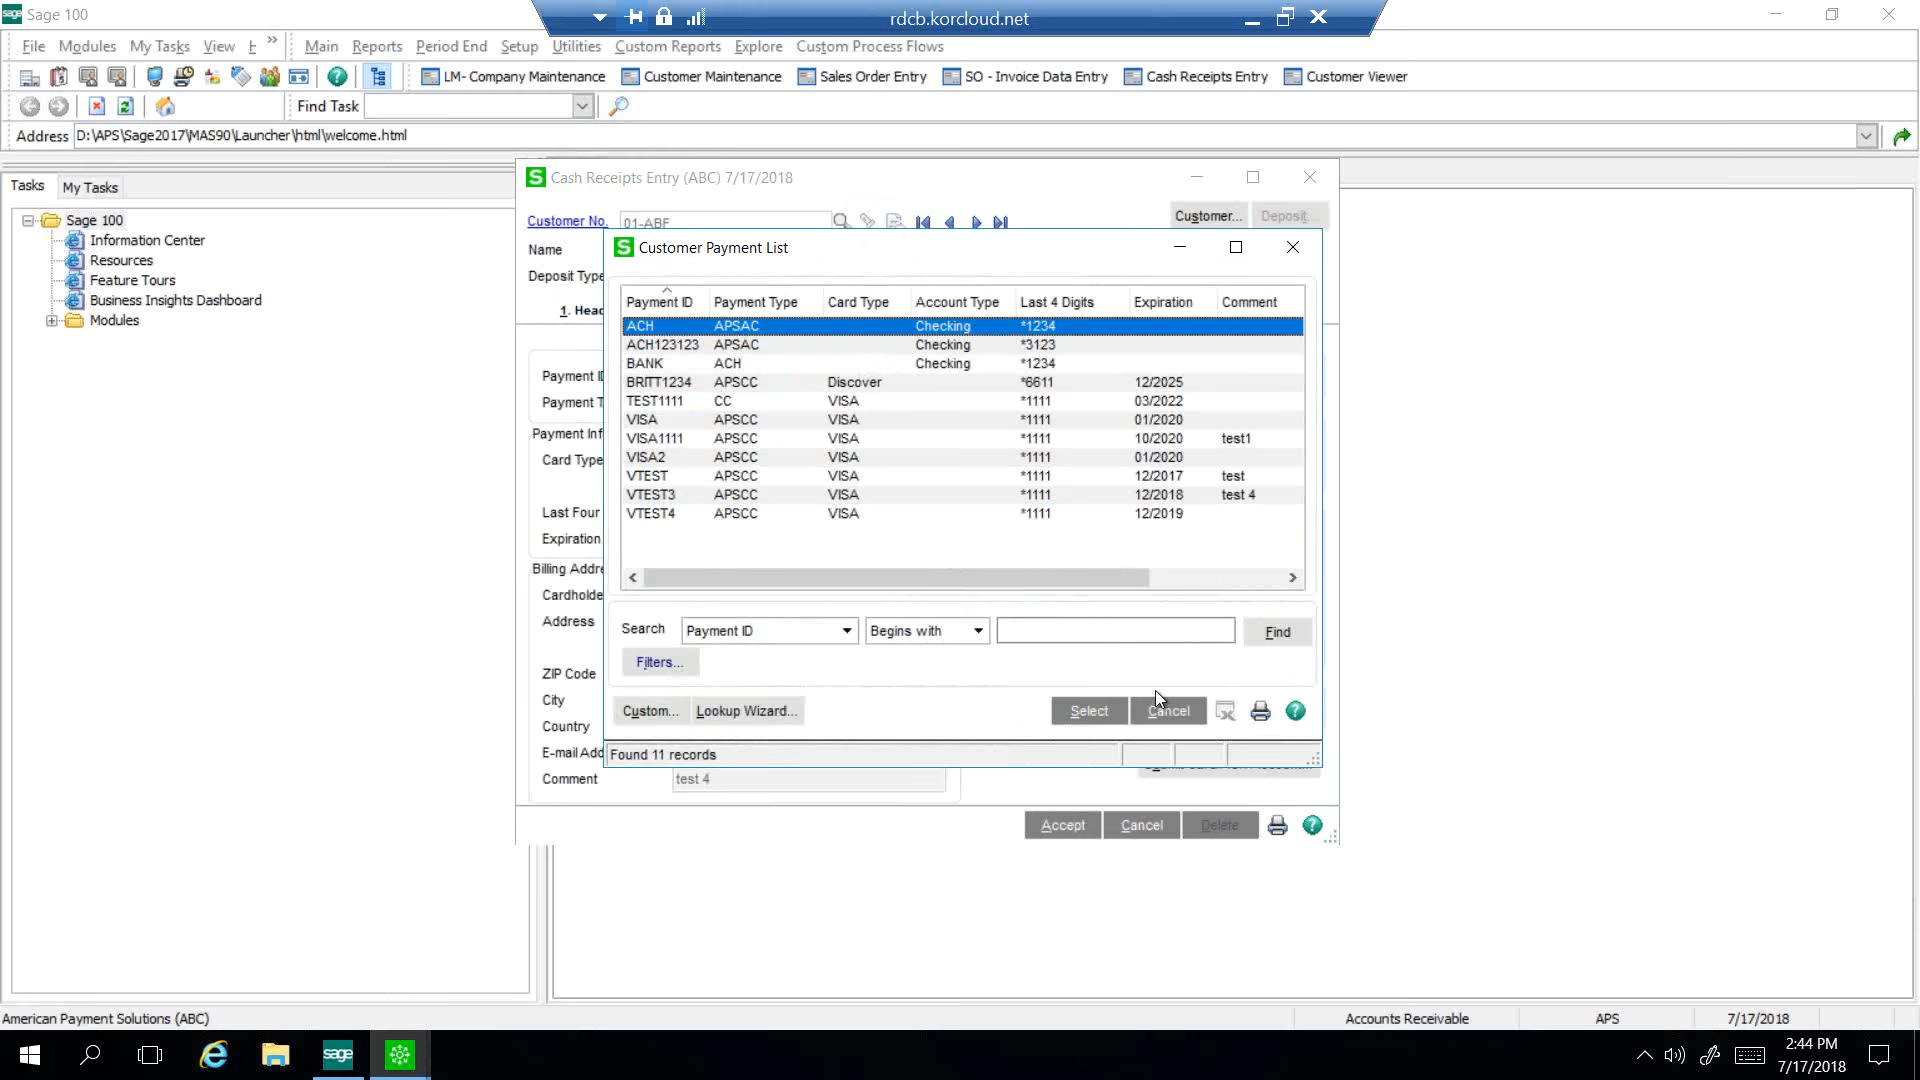 Sage 100
rdcb.korcloud.net
File Modules My Tasks View Main Reports Period End Setup Utilities Custom Reports Explore Custom Process Flows
LM- Company Maintenance Customer Maintenance Sales Order Entry SO - Invoice Data Entry Cash Receipts Entry Customer Viewer
Find Task
Address D:\APS\Sage2017\MAS90\Launcher\html\welcome.html
Tasks My Tasks
Sage 100
Information Center
Resources
Feature Tours
Business Insights Dashboard
Modules
Cash Receipts Entry (ABC) 7/17/2018
Customer No. 01-ABF Customer... Deposit...
Name
Deposit Type
1. Head
Payment ID
Payment T
Payment Inf
Card Type
Last Four
Expiration
Billing Addre
Cardholde
Address
ZIP Code
City
Country
E-mail Add
Comment test 4
Accept Cancel Delete
Customer Payment List
Payment ID Payment Type Card Type Account Type Last 4 Digits Expiration Comment
ACH APSAC Checking *1234
ACH123123 APSAC Checking *3123
BANK ACH Checking *1234
BRITT1234 APSCC Discover *6611 12/2025
TEST1111 CC VISA *1111 03/2022
VISA APSCC VISA *1111 01/2020
VISA1111 APSCC VISA *1111 10/2020 test1
VISA2 APSCC VISA *1111 01/2020
VTEST APSCC VISA *1111 12/2017 test
VTEST3 APSCC VISA *1111 12/2018 test 4
VTEST4 APSCC VISA *1111 12/2019
Search Payment ID Begins with Find
Filters...
Custom... Lookup Wizard... Select Cancel
Found 11 records
American Payment Solutions (ABC) Accounts Receivable APS 7/17/2018
sage
2:44 PM
7/17/2018